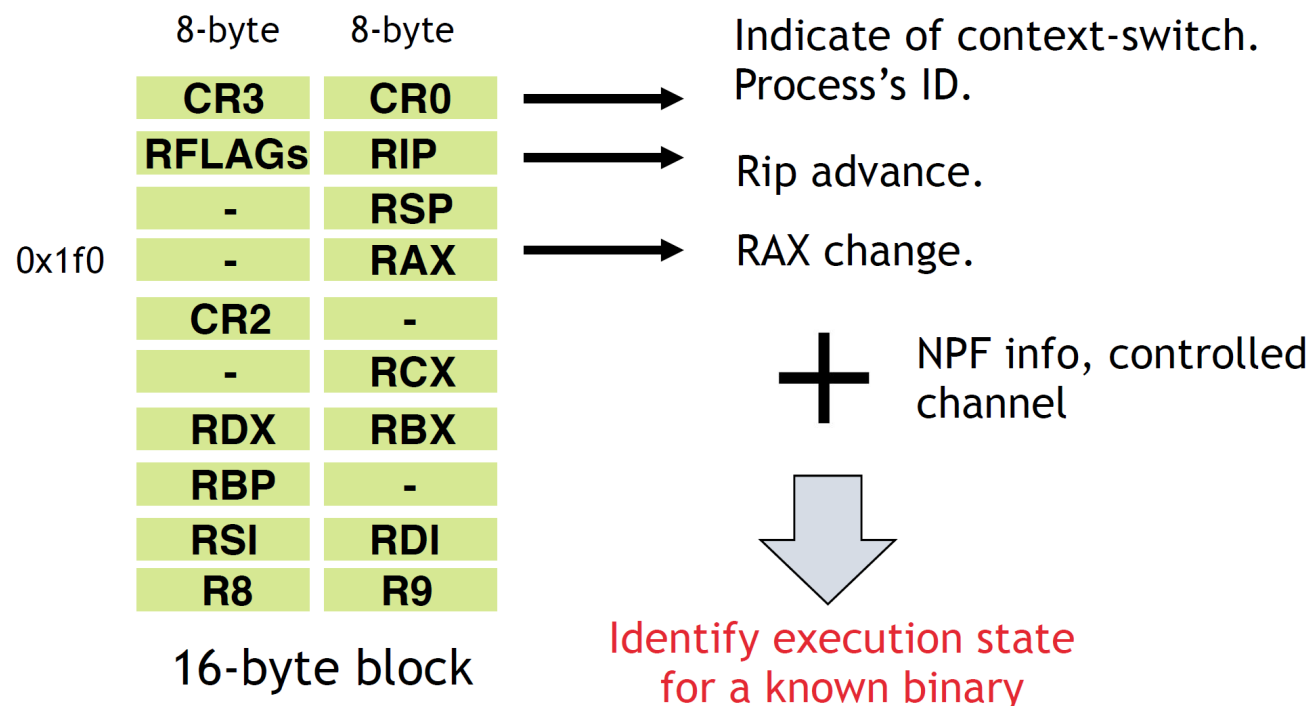 8-byte 8-byte
Indicate of context-switch.
Process's ID.
CR3 CR0
RFLAGs RIP
Rip advance.
- RSP
0x1f0 - RAX
RAX change.
CR2 -
- RCX
NPF info, controlled
channel
RDX RBX
RBP -
RSI RDI
R8 R9
16-byte block
Identify execution state
for a known binary